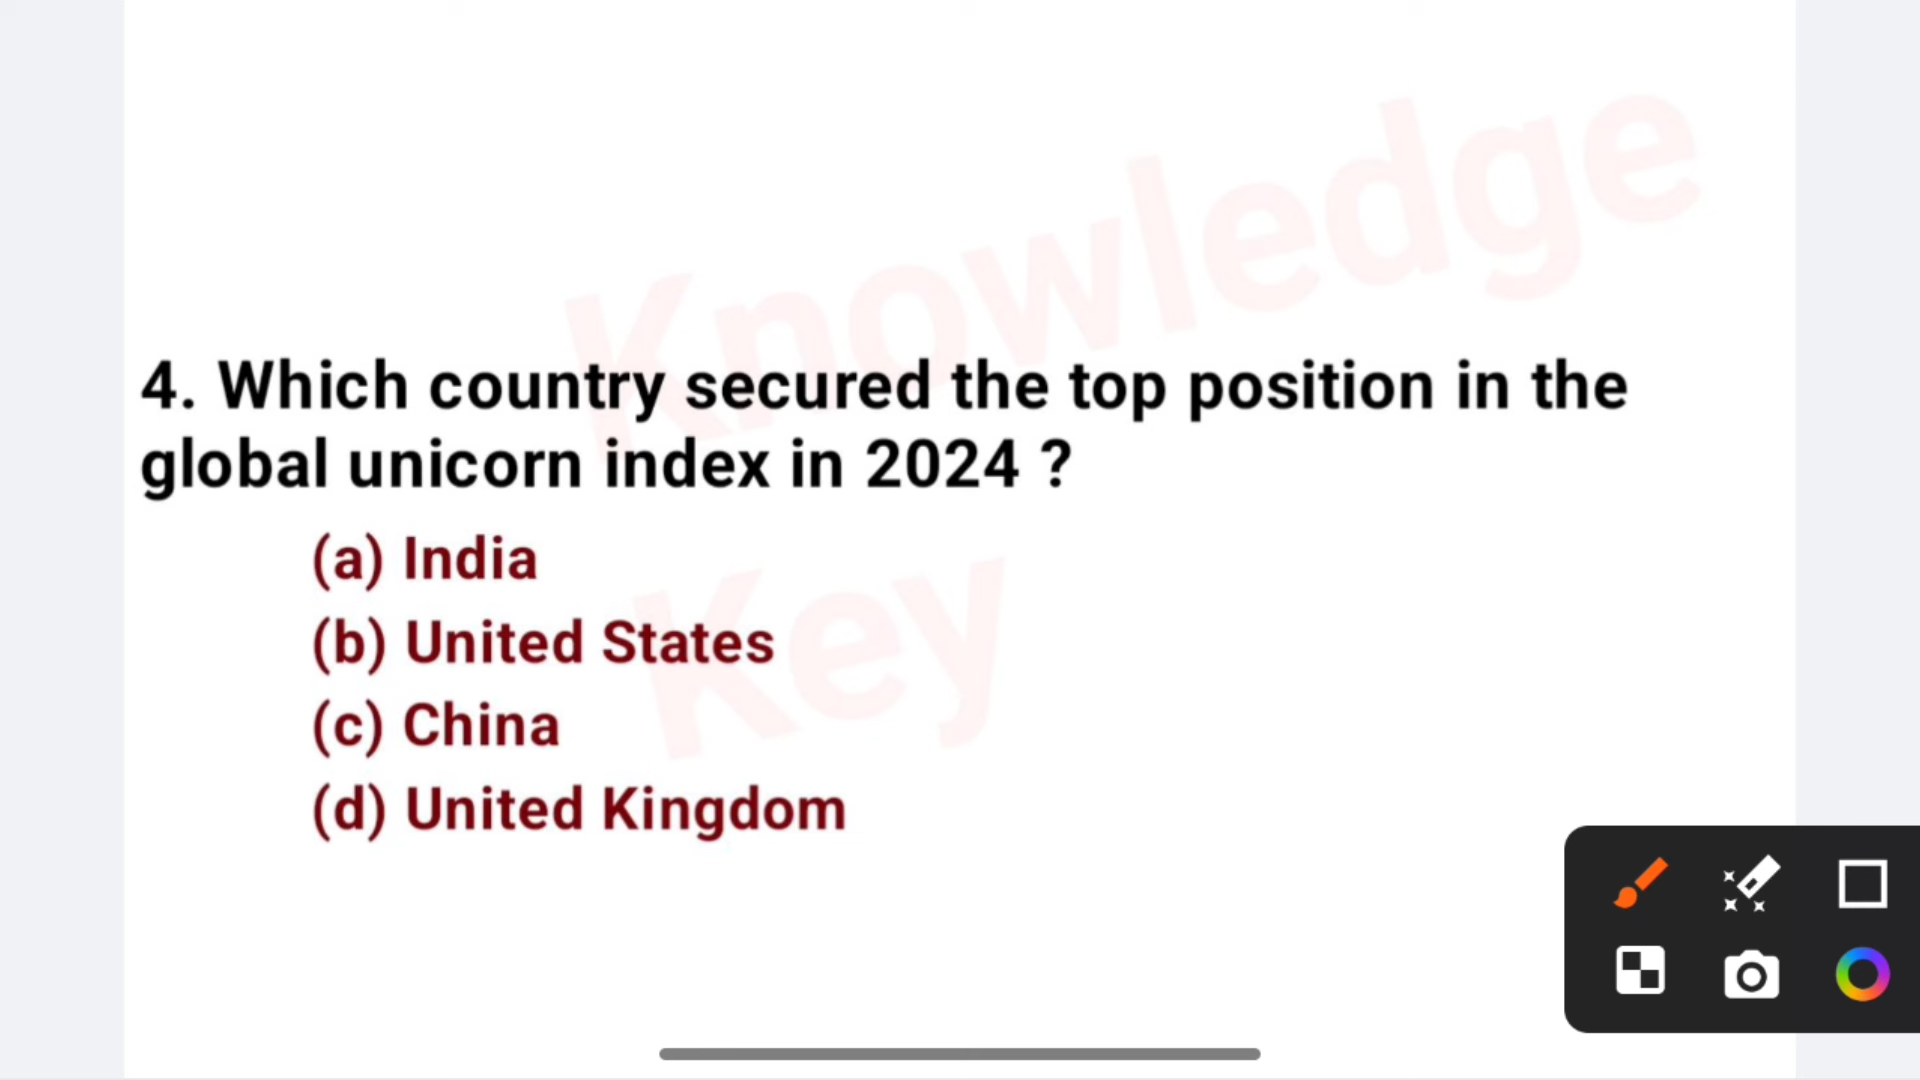 Knowledge
4. Which country secured the top position in the
global unicorn index in 2024 ?
(a) India
Key
(b) United States
(c) China
(d) United Kingdom